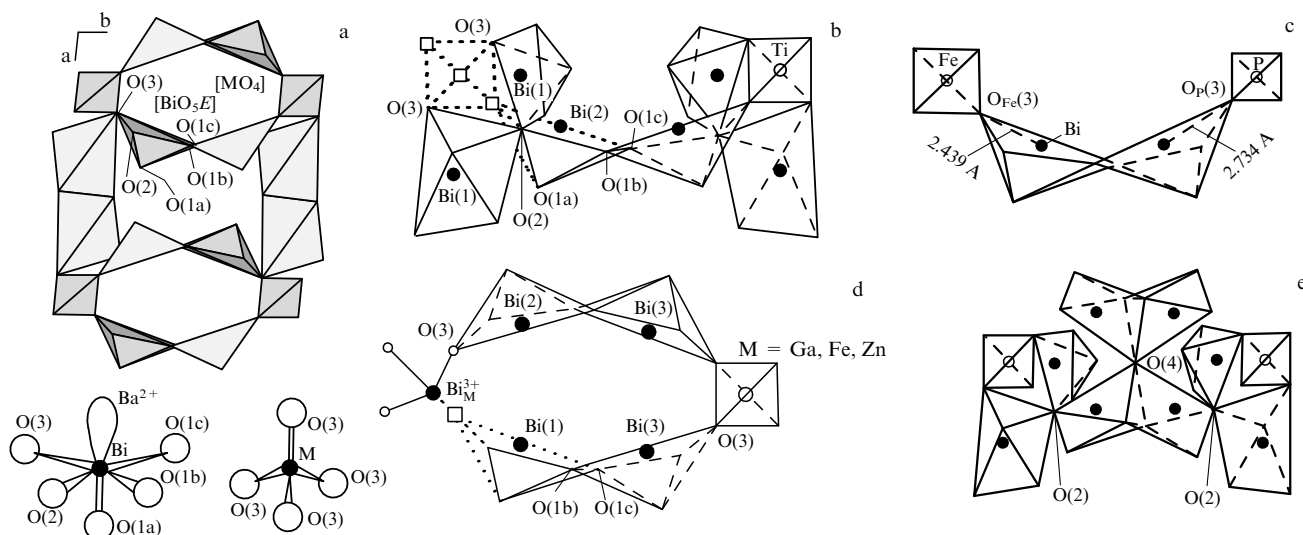 b
a
a
O(3)
[BiO₅E]
[MO₄]
O(1c)
O(2)
O(1b)
O(1a)
Ba²⁺
O(3)
O(1c)
Bi
O(1b)
O(2)
O(1a)
O(3)
M
O(3)
O(3)
O(3)
b
O(3)
Ti
Bi(1)
O(3)
Bi(2)
O(1c)
Bi(1)
O(2)
O(1a)
O(1b)
c
Fe
P
O_Fe(3)
O_P(3)
Bi
2.439 A
2.734 A
d
Bi(2)
Bi(3)
O(3)
M = Ga, Fe, Zn
Bi³⁺_M
Bi(1)
Bi(3)
O(3)
O(1b)
O(1c)
e
O(4)
O(2)
O(2)